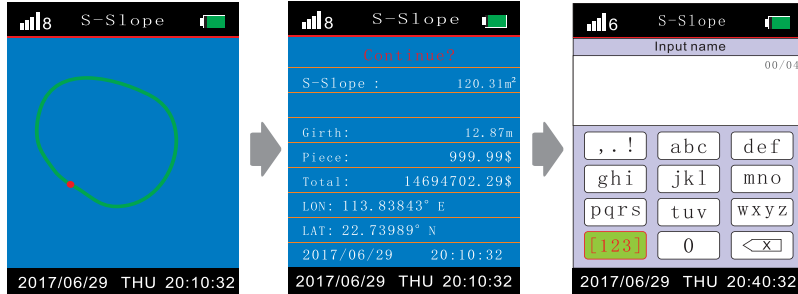 8 S-Slope
2017/06/29 THU 20:10:32
8 S-Slope
Continue?
S-Slope : 120.31m²
Girth: 12.87m
Piece: 999.99$
Total: 14694702.29$
LON: 113.83843° E
LAT: 22.73989° N
2017/06/29 20:10:32
2017/06/29 THU 20:10:32
6 S-Slope
Input name
00/04
,.! abc def
ghi jkl mno
pqrs tuv wxyz
[123] 0 X
2017/06/29 THU 20:40:32